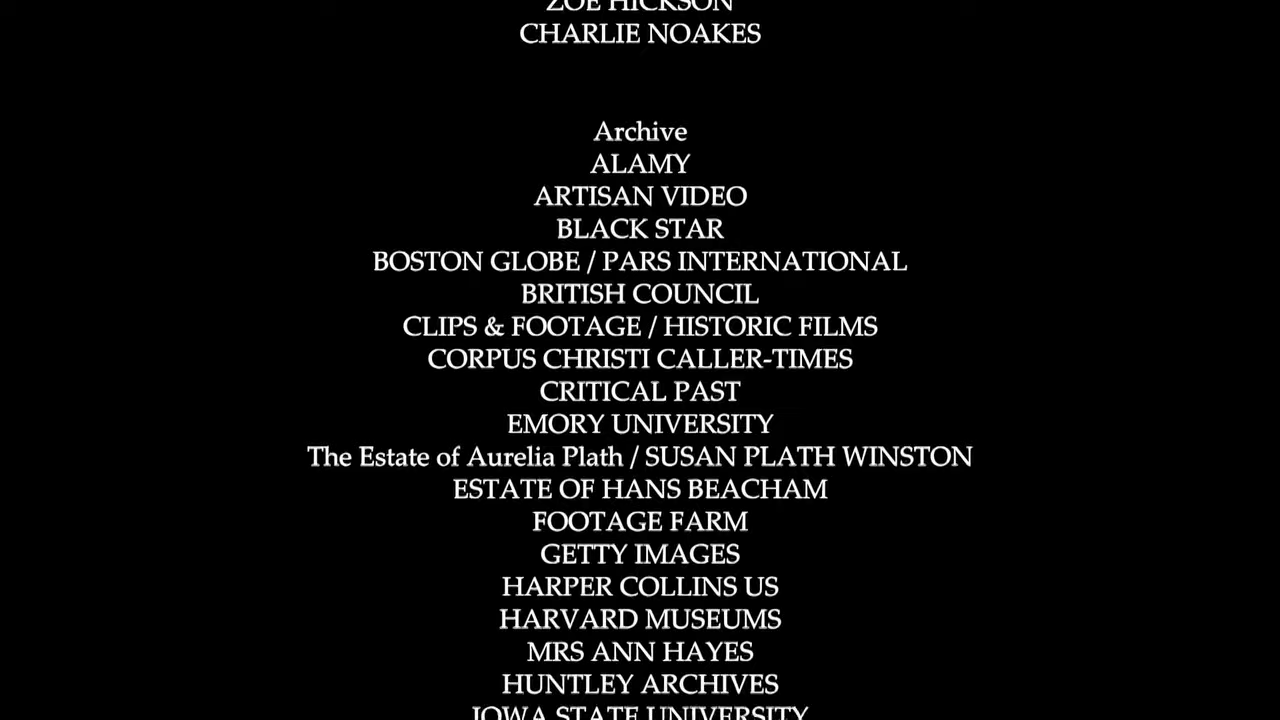 ZOE HICKSON
CHARLIE NOAKES
Archive
ALAMY
ARTISAN VIDEO
BLACK STAR
BOSTON GLOBE / PARS INTERNATIONAL
BRITISH COUNCIL
CLIPS & FOOTAGE / HISTORIC FILMS
CORPUS CHRISTI CALLER-TIMES
CRITICAL PAST
EMORY UNIVERSITY
The Estate of Aurelia Plath / SUSAN PLATH WINSTON
ESTATE OF HANS BEACHAM
FOOTAGE FARM
GETTY IMAGES
HARPER COLLINS US
HARVARD MUSEUMS
MRS ANN HAYES
HUNTLEY ARCHIVES
IOWA STATE UNIVERSITY